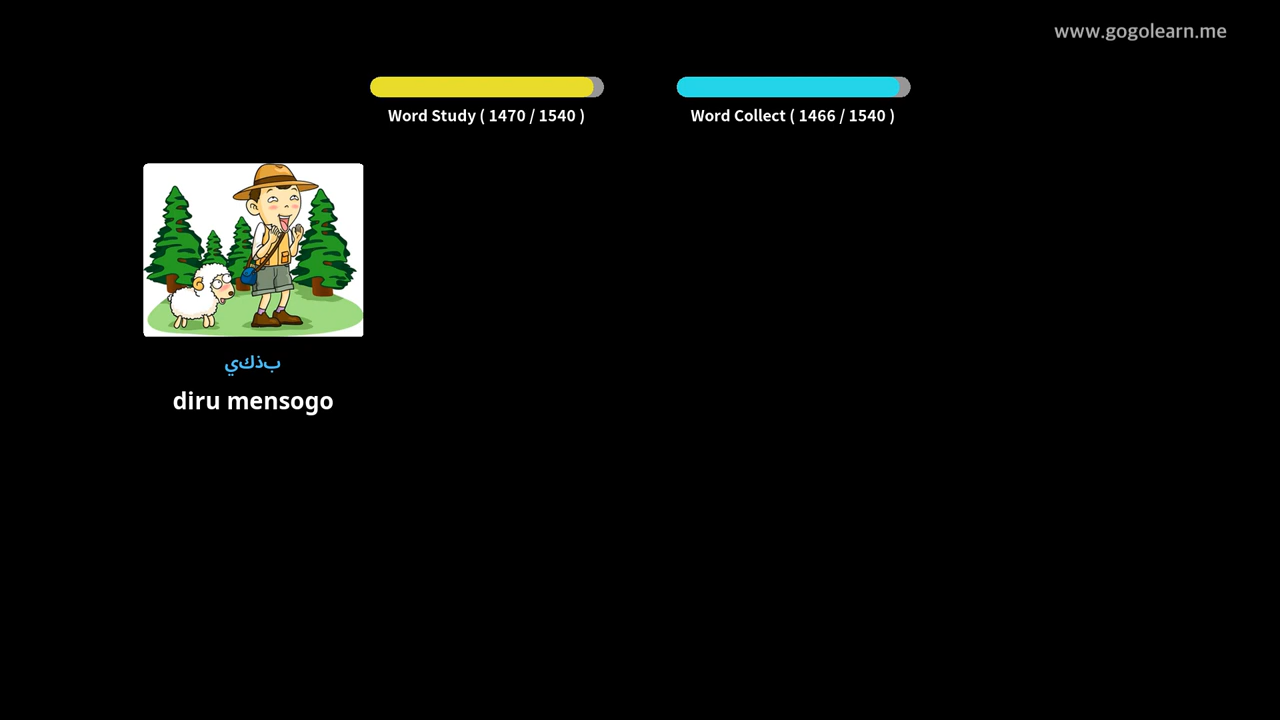 www.gogolearn.me
Word Study ( 1470 / 1540 )
Word Collect ( 1466 / 1540 )
بذكي
diru mensogo